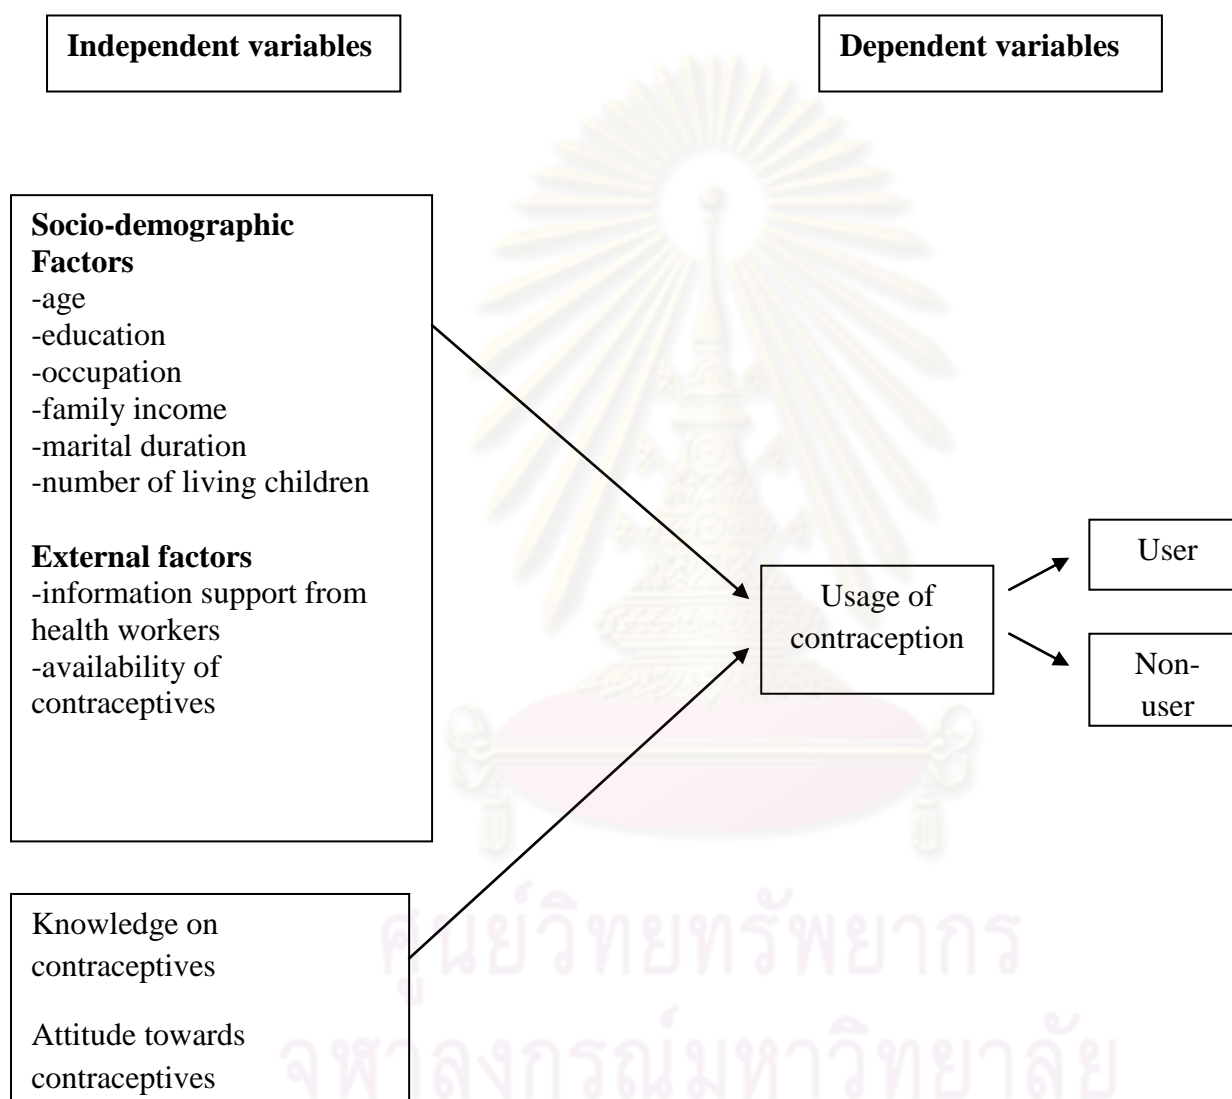 Independent variables
Dependent variables
Socio-demographic
Factors
-age
-education
-occupation
-family income
-marital duration
-number of living children
External factors
-information support from
health workers
-availability of
contraceptives
Usage of
contraception
User
Non-
user
Knowledge on
contraceptives
Attitude towards
contraceptives
ศูนย์วิทยทรัพยากร
จุฬาลงกรณ์มหาวิทยาลัย